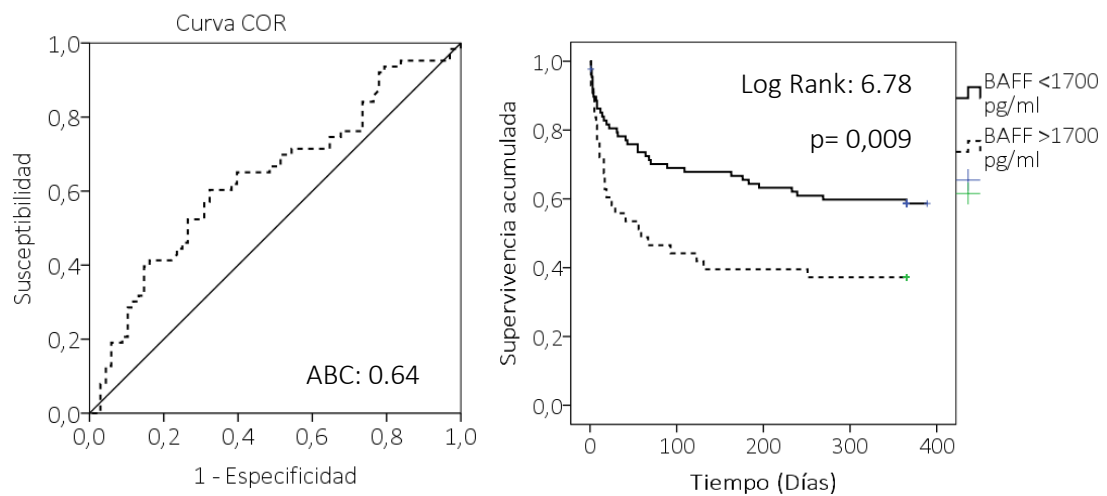 Curva COR
1,0
0,8
0,6
0,4
0,2
0,0
Susceptibilidad
ABC: 0.64
0,0 0,2 0,4 0,6 0,8 1,0
1 - Especificidad
1,0
0,8
0,6
0,4
0,2
0,0
Supervivencia acumulada
Log Rank: 6.78
p= 0,009
0 100 200 300 400
Tiempo (Días)
BAFF <1700
pg/ml
BAFF >1700
pg/ml